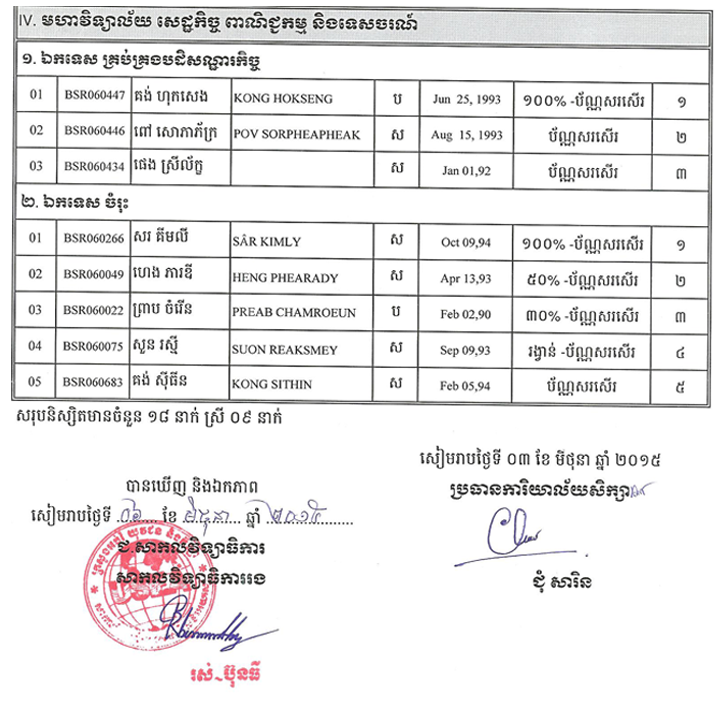 IV. មហាវិទ្យាល័យ សេដ្ឋកិច្ច ពាណិជ្ជកម្ម និងទេសចរណ៍
១. ឯកទេស គ្រប់គ្រងបដិសណ្ឋារកិច្ច
01 BSR060447 គង់ ហុកសេង KONG HOKSENG ប Jun 25, 1993 ១០០% -ប័ណ្ណសរសើរ ១
02 BSR060446 ពៅ សោភាភ័ក្រ POV SORPHEAPHEAK ស Aug 15, 1993 ប័ណ្ណសរសើរ ២
03 BSR060434 ផេង ស្រីល័ក្ខ ស Jan 01,92 ប័ណ្ណសរសើរ ៣
២. ឯកទេស ចំរុះ
01 BSR060266 សរ គីមលី SÂR KIMLY ស Oct 09,94 ១០០% -ប័ណ្ណសរសើរ ១
02 BSR060049 ហេង ភារឌី HENG PHEARADY ស Apr 13,93 ៥០% -ប័ណ្ណសរសើរ ២
03 BSR060022 ព្រាប ចំរើន PREAB CHAMROEUN ប Feb 02,90 ៣០% -ប័ណ្ណសរសើរ ៣
04 BSR060075 សួន រស្មី SUON REAKSMEY ស Sep 09,93 រង្វាន់ -ប័ណ្ណសរសើរ ៤
05 BSR060683 គង់ ស៊ីធីន KONG SITHIN ស Feb 05,94 ប័ណ្ណសរសើរ ៥
សរុបនិស្សិតមានចំនួន ១៨ នាក់ ស្រី ០៩ នាក់
សៀមរាបថ្ងៃទី ០៣ ខែ មិថុនា ឆ្នាំ ២០១៥
ប្រធានការិយាល័យសិក្សា
ជុំ សារិន
បានឃើញ និងឯកភាព
សៀមរាបថ្ងៃទី ០៤ ខែ មិថុនា ឆ្នាំ ២០១៥
ជ.សាកលវិទ្យាធិការ
សាកលវិទ្យាធិការរង
រស់ ប៊ុនធី